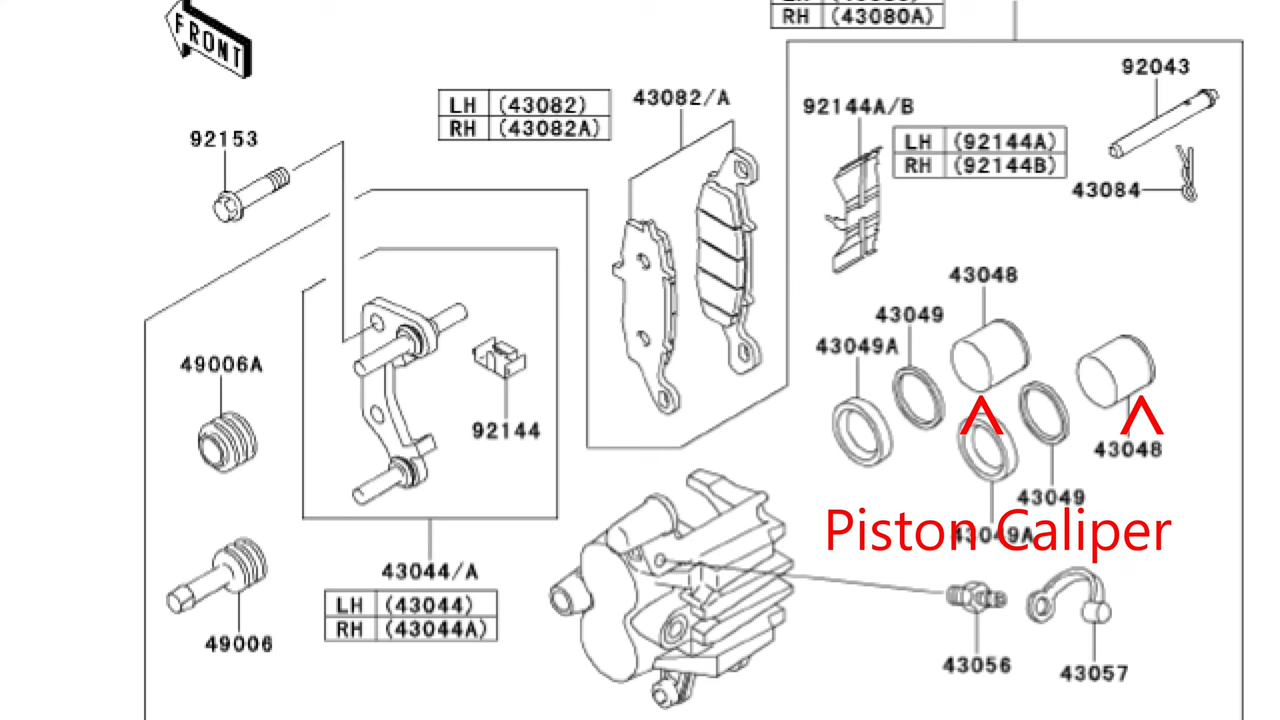 FRONT
RH (43080A)
92043
43082/A
92144A/B
LH (43082)
RH (43082A)
92153
LH (92144A)
RH (92144B)
43084
43048
43049
43049A
49006A
92144
43048
43049
43049A
Piston Caliper
43044/A
LH (43044)
RH (43044A)
49006
43056
43057